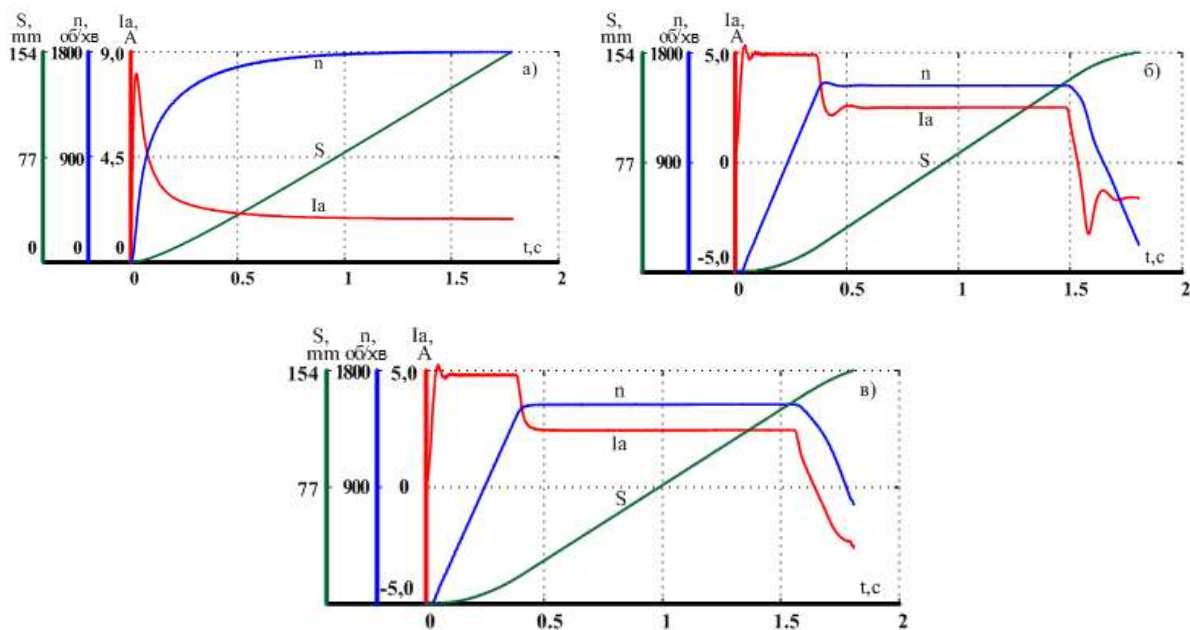 S, n, Ia,
mm об/хв А
154 1800 9,0
а)
n
77 900 4,5
S
Ia
0 0 0
t,с
0 0.5 1 1.5 2
S, n, Ia,
mm об/хв А
154 1800 5,0
б)
n
Ia
77 900 0
S
-5,0
t,с
0 0.5 1 1.5 2
S, n, Ia,
mm об/хв А
154 1800 5,0
в)
n
Ia
77 900 0
S
-5,0
t,с
0 0.5 1 1.5 2